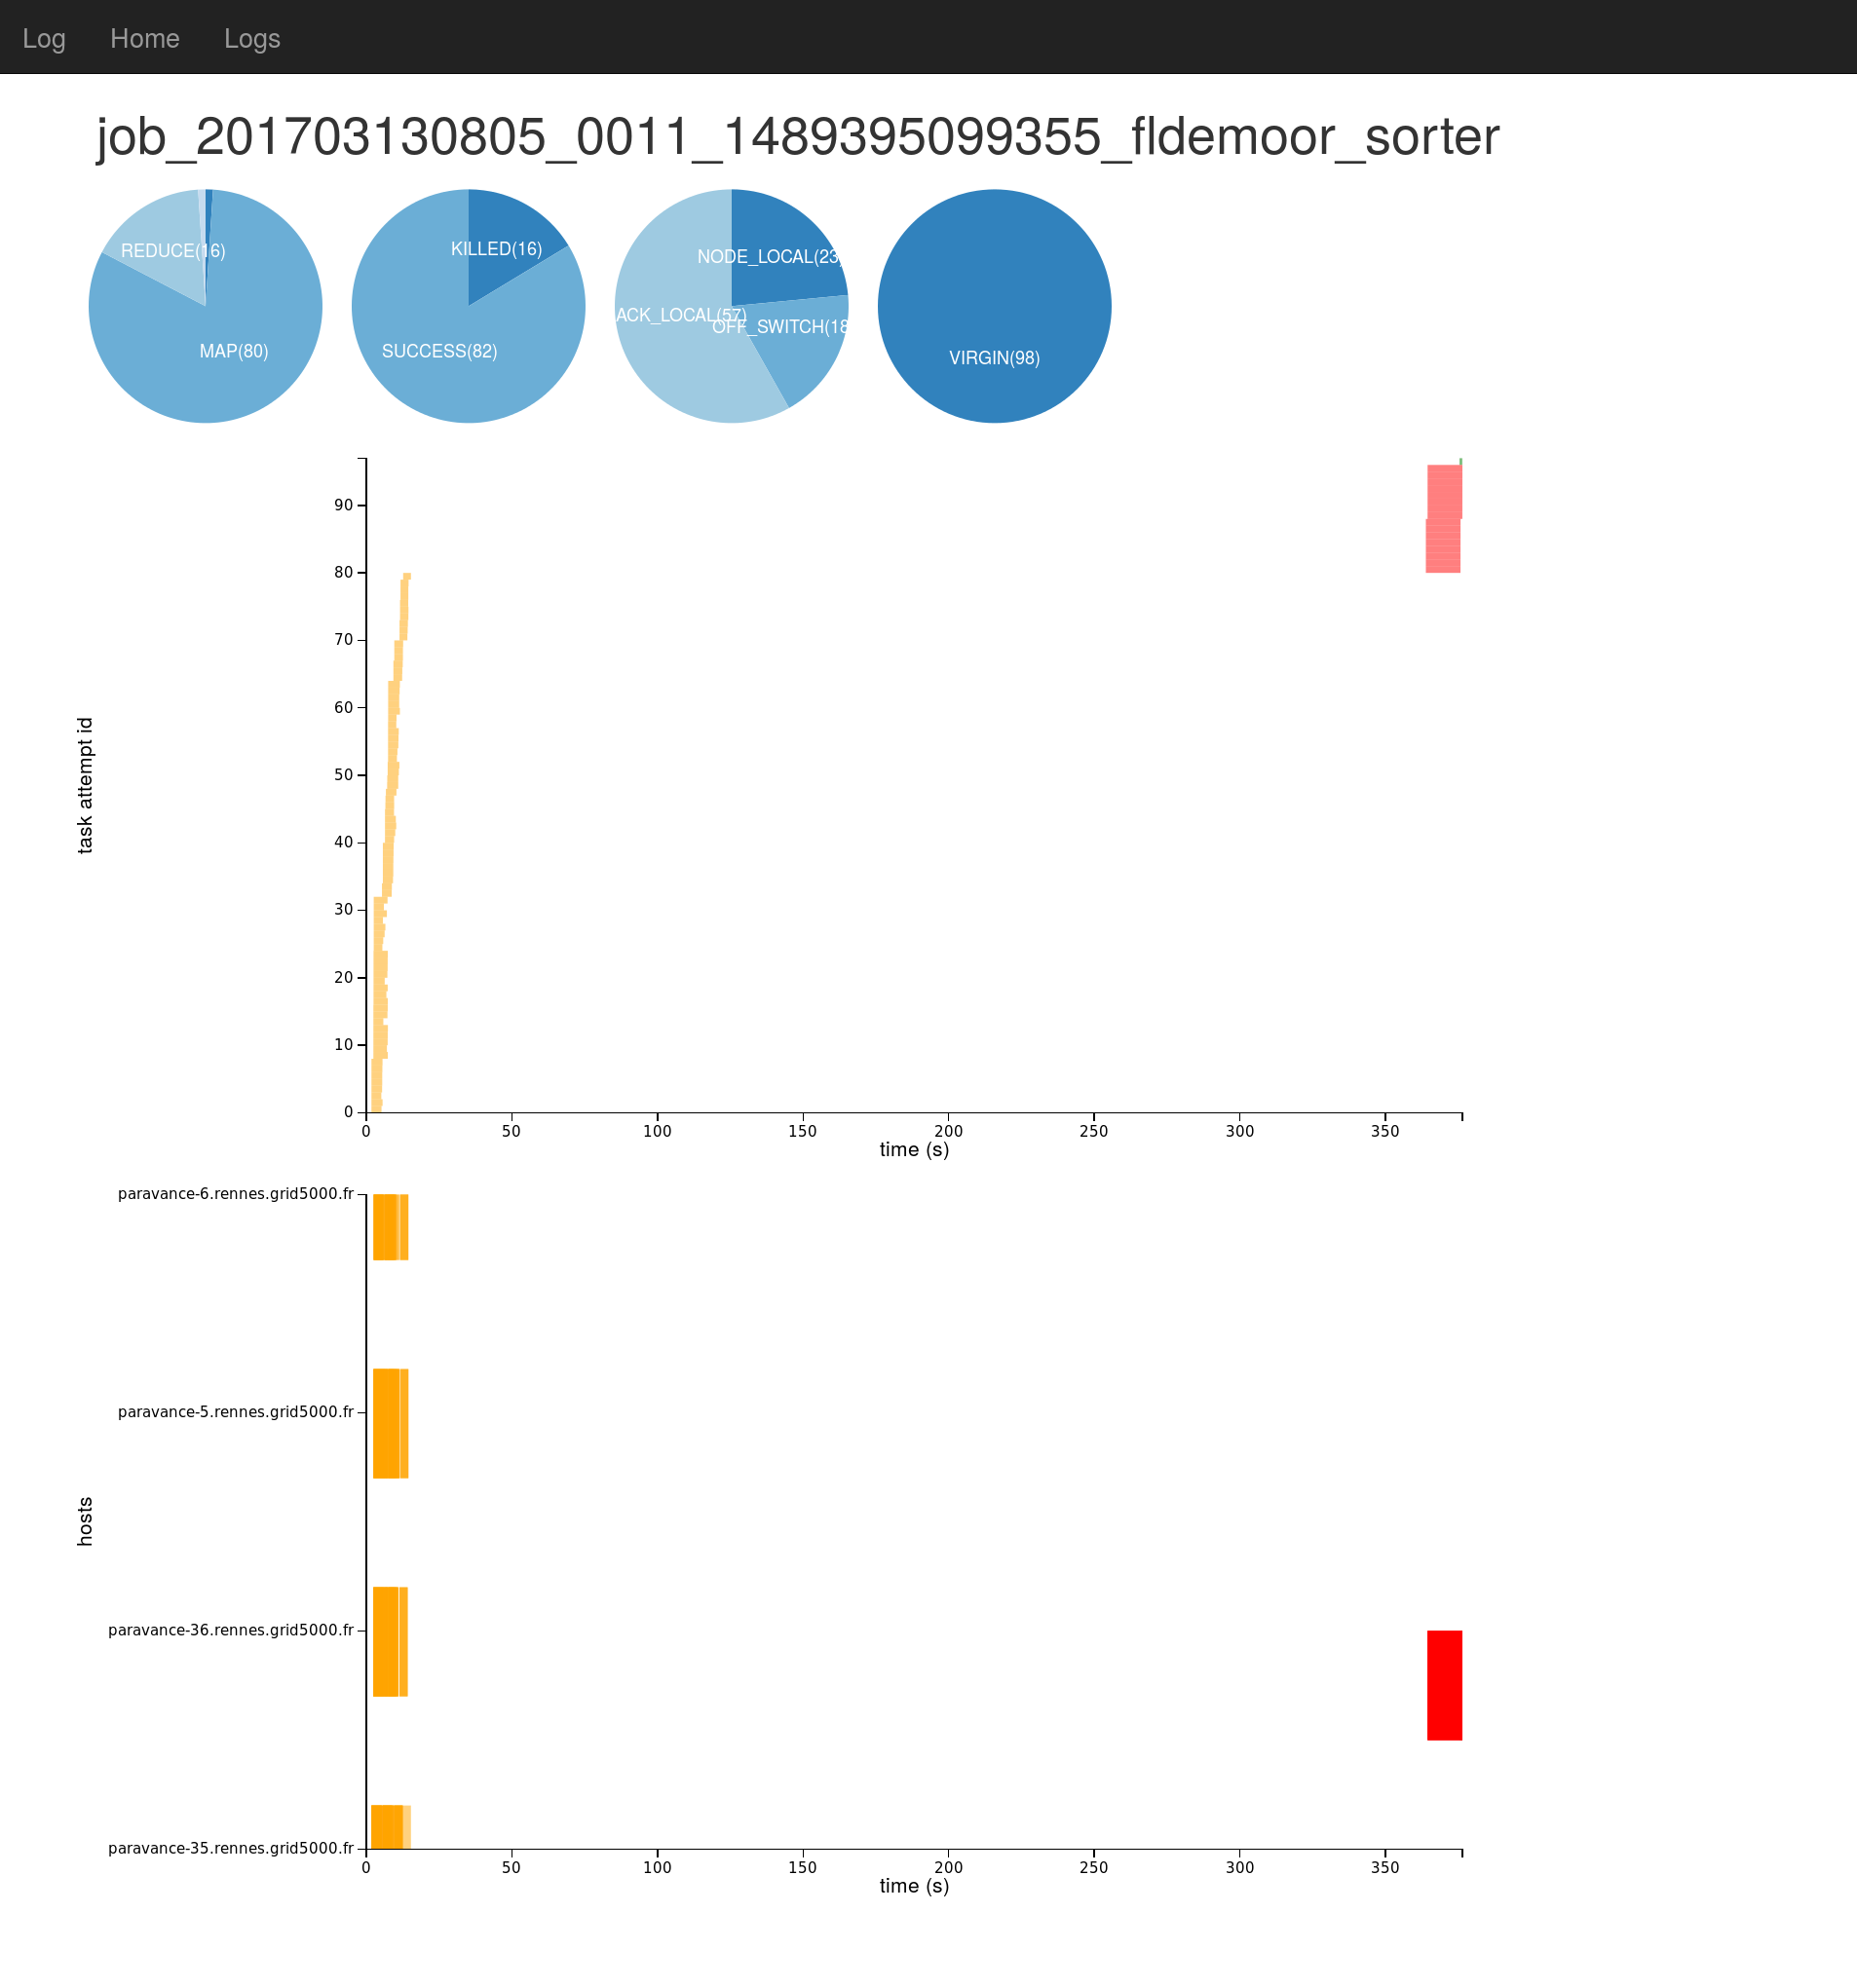 Log Home Logs
job_201703130805_0011_1489395099355_fldemoor_sorter
REDUCE(16)
MAP(80)
KILLED(16)
SUCCESS(82)
NODE_LOCAL(23)
ACK_LOCAL(57)
OFF_SWITCH(18
VIRGIN(98)
task attempt id
90
80
70
60
50
40
30
20
10
0
0 50 100 150 200 250 300 350
time (s)
hosts
paravance-6.rennes.grid5000.fr
paravance-5.rennes.grid5000.fr
paravance-36.rennes.grid5000.fr
paravance-35.rennes.grid5000.fr
0 50 100 150 200 250 300 350
time (s)